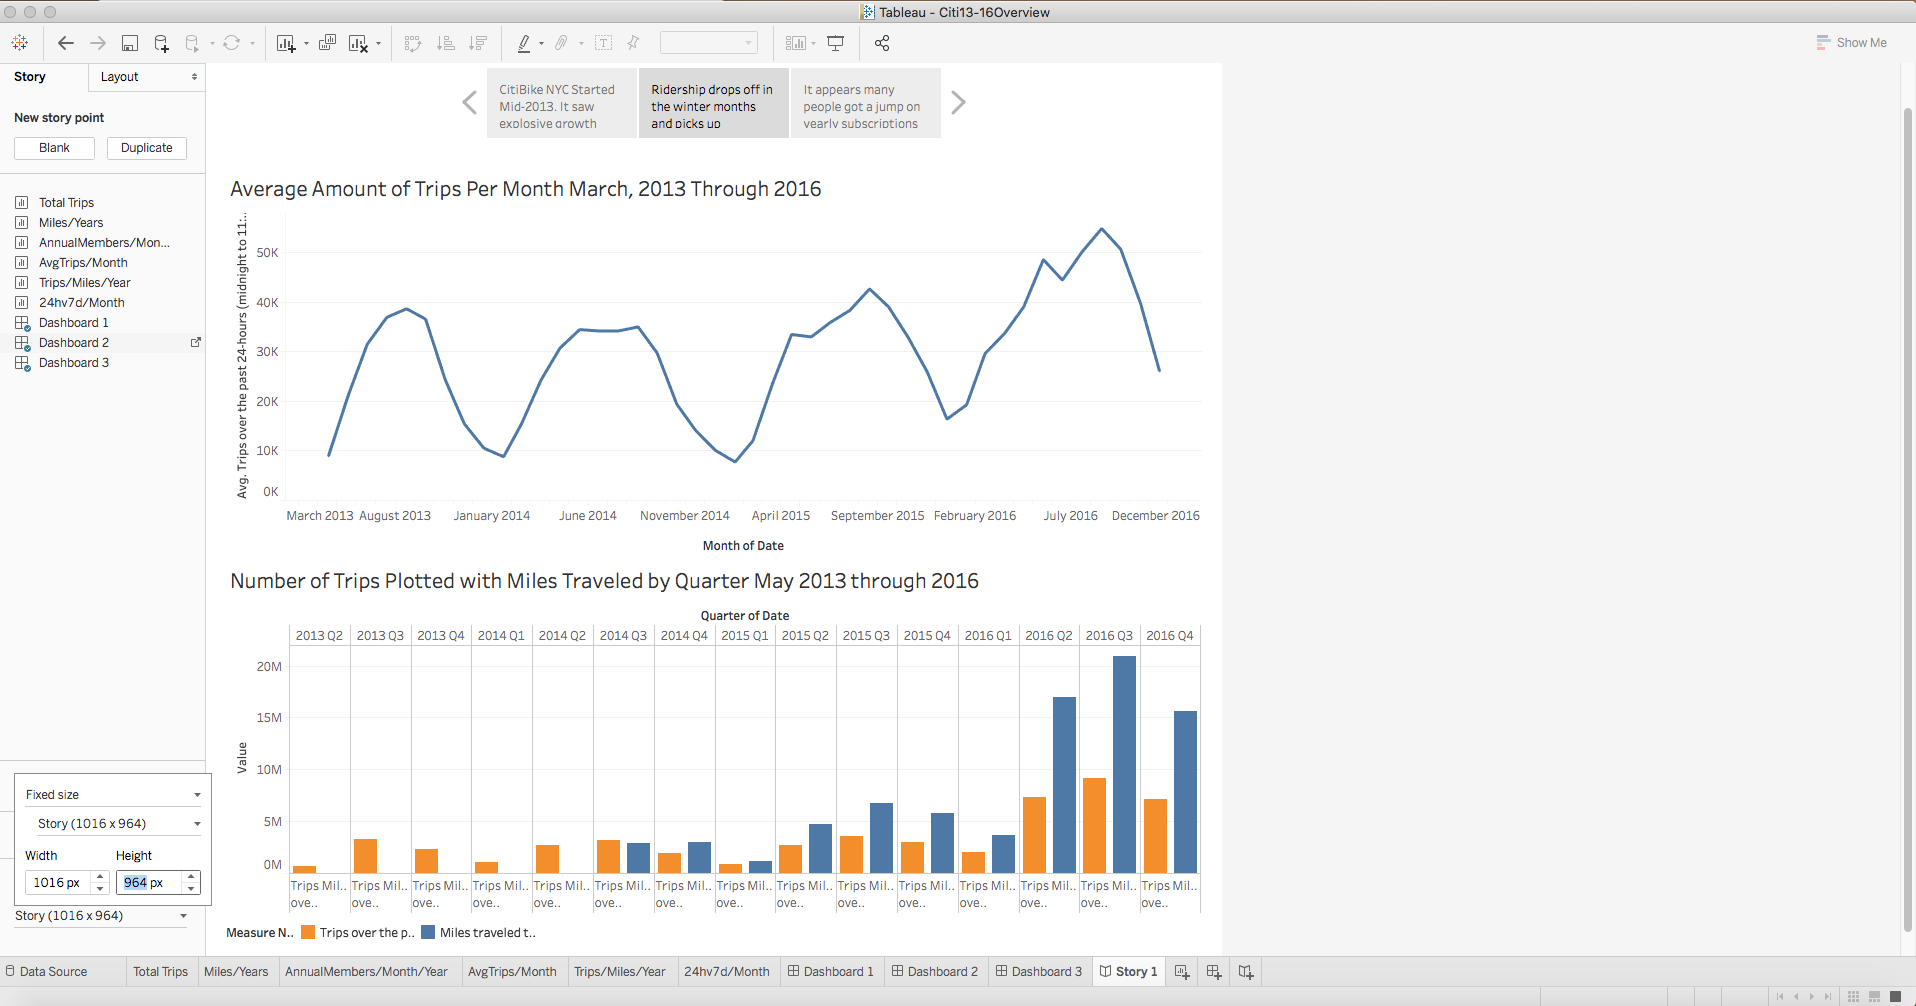 Tableau - Citi13-16Overview
Show Me
Story
Layout
New story point
Blank
Duplicate
Total Trips
Miles/Years
AnnualMembers/Mon...
AvgTrips/Month
Trips/Miles/Year
24hv7d/Month
Dashboard 1
Dashboard 2
Dashboard 3
Fixed size
Story (1016 x 964)
Width
Height
1016 px
964 px
Story (1016 x 964)
CitiBike NYC Started
Mid-2013. It saw
explosive growth
Ridership drops off in
the winter months
and picks up
It appears many
people got a jump on
yearly subscriptions
Average Amount of Trips Per Month March, 2013 Through 2016
Avg. Trips over the past 24-hours (midnight to 11:..
50K
40K
30K
20K
10K
0K
March 2013 August 2013 January 2014 June 2014 November 2014 April 2015 September 2015 February 2016 July 2016 December 2016
Month of Date
Number of Trips Plotted with Miles Traveled by Quarter May 2013 through 2016
Quarter of Date
2013 Q2 2013 Q3 2013 Q4 2014 Q1 2014 Q2 2014 Q3 2014 Q4 2015 Q1 2015 Q2 2015 Q3 2015 Q4 2016 Q1 2016 Q2 2016 Q3 2016 Q4
Value
20M
15M
10M
5M
0M
Trips Mil.. Trips Mil.. Trips Mil.. Trips Mil.. Trips Mil.. Trips Mil.. Trips Mil.. Trips Mil.. Trips Mil.. Trips Mil.. Trips Mil.. Trips Mil.. Trips Mil.. Trips Mil.. Trips Mil..
ove.. ove.. ove.. ove.. ove.. ove.. ove.. ove.. ove.. ove.. ove.. ove.. ove.. ove.. ove..
Measure N.. Trips over the p.. Miles traveled t..
Data Source Total Trips Miles/Years AnnualMembers/Month/Year AvgTrips/Month Trips/Miles/Year 24hv7d/Month Dashboard 1 Dashboard 2 Dashboard 3 Story 1